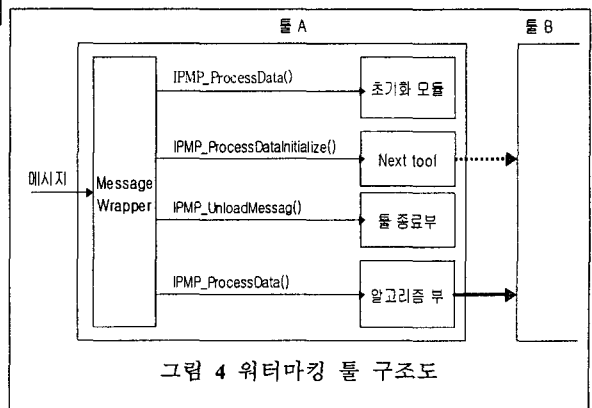 툴 A
툴 B
IPMP_ProcessData()
초기화 모듈
IPMP_ProcessDataInitialize()
Next tool
메시지
Message
Wrapper
IPMP_UnloadMessag()
툴 종료부
IPMP_ProcessData()
알고리즘 부
그림 4 워터마킹 툴 구조도